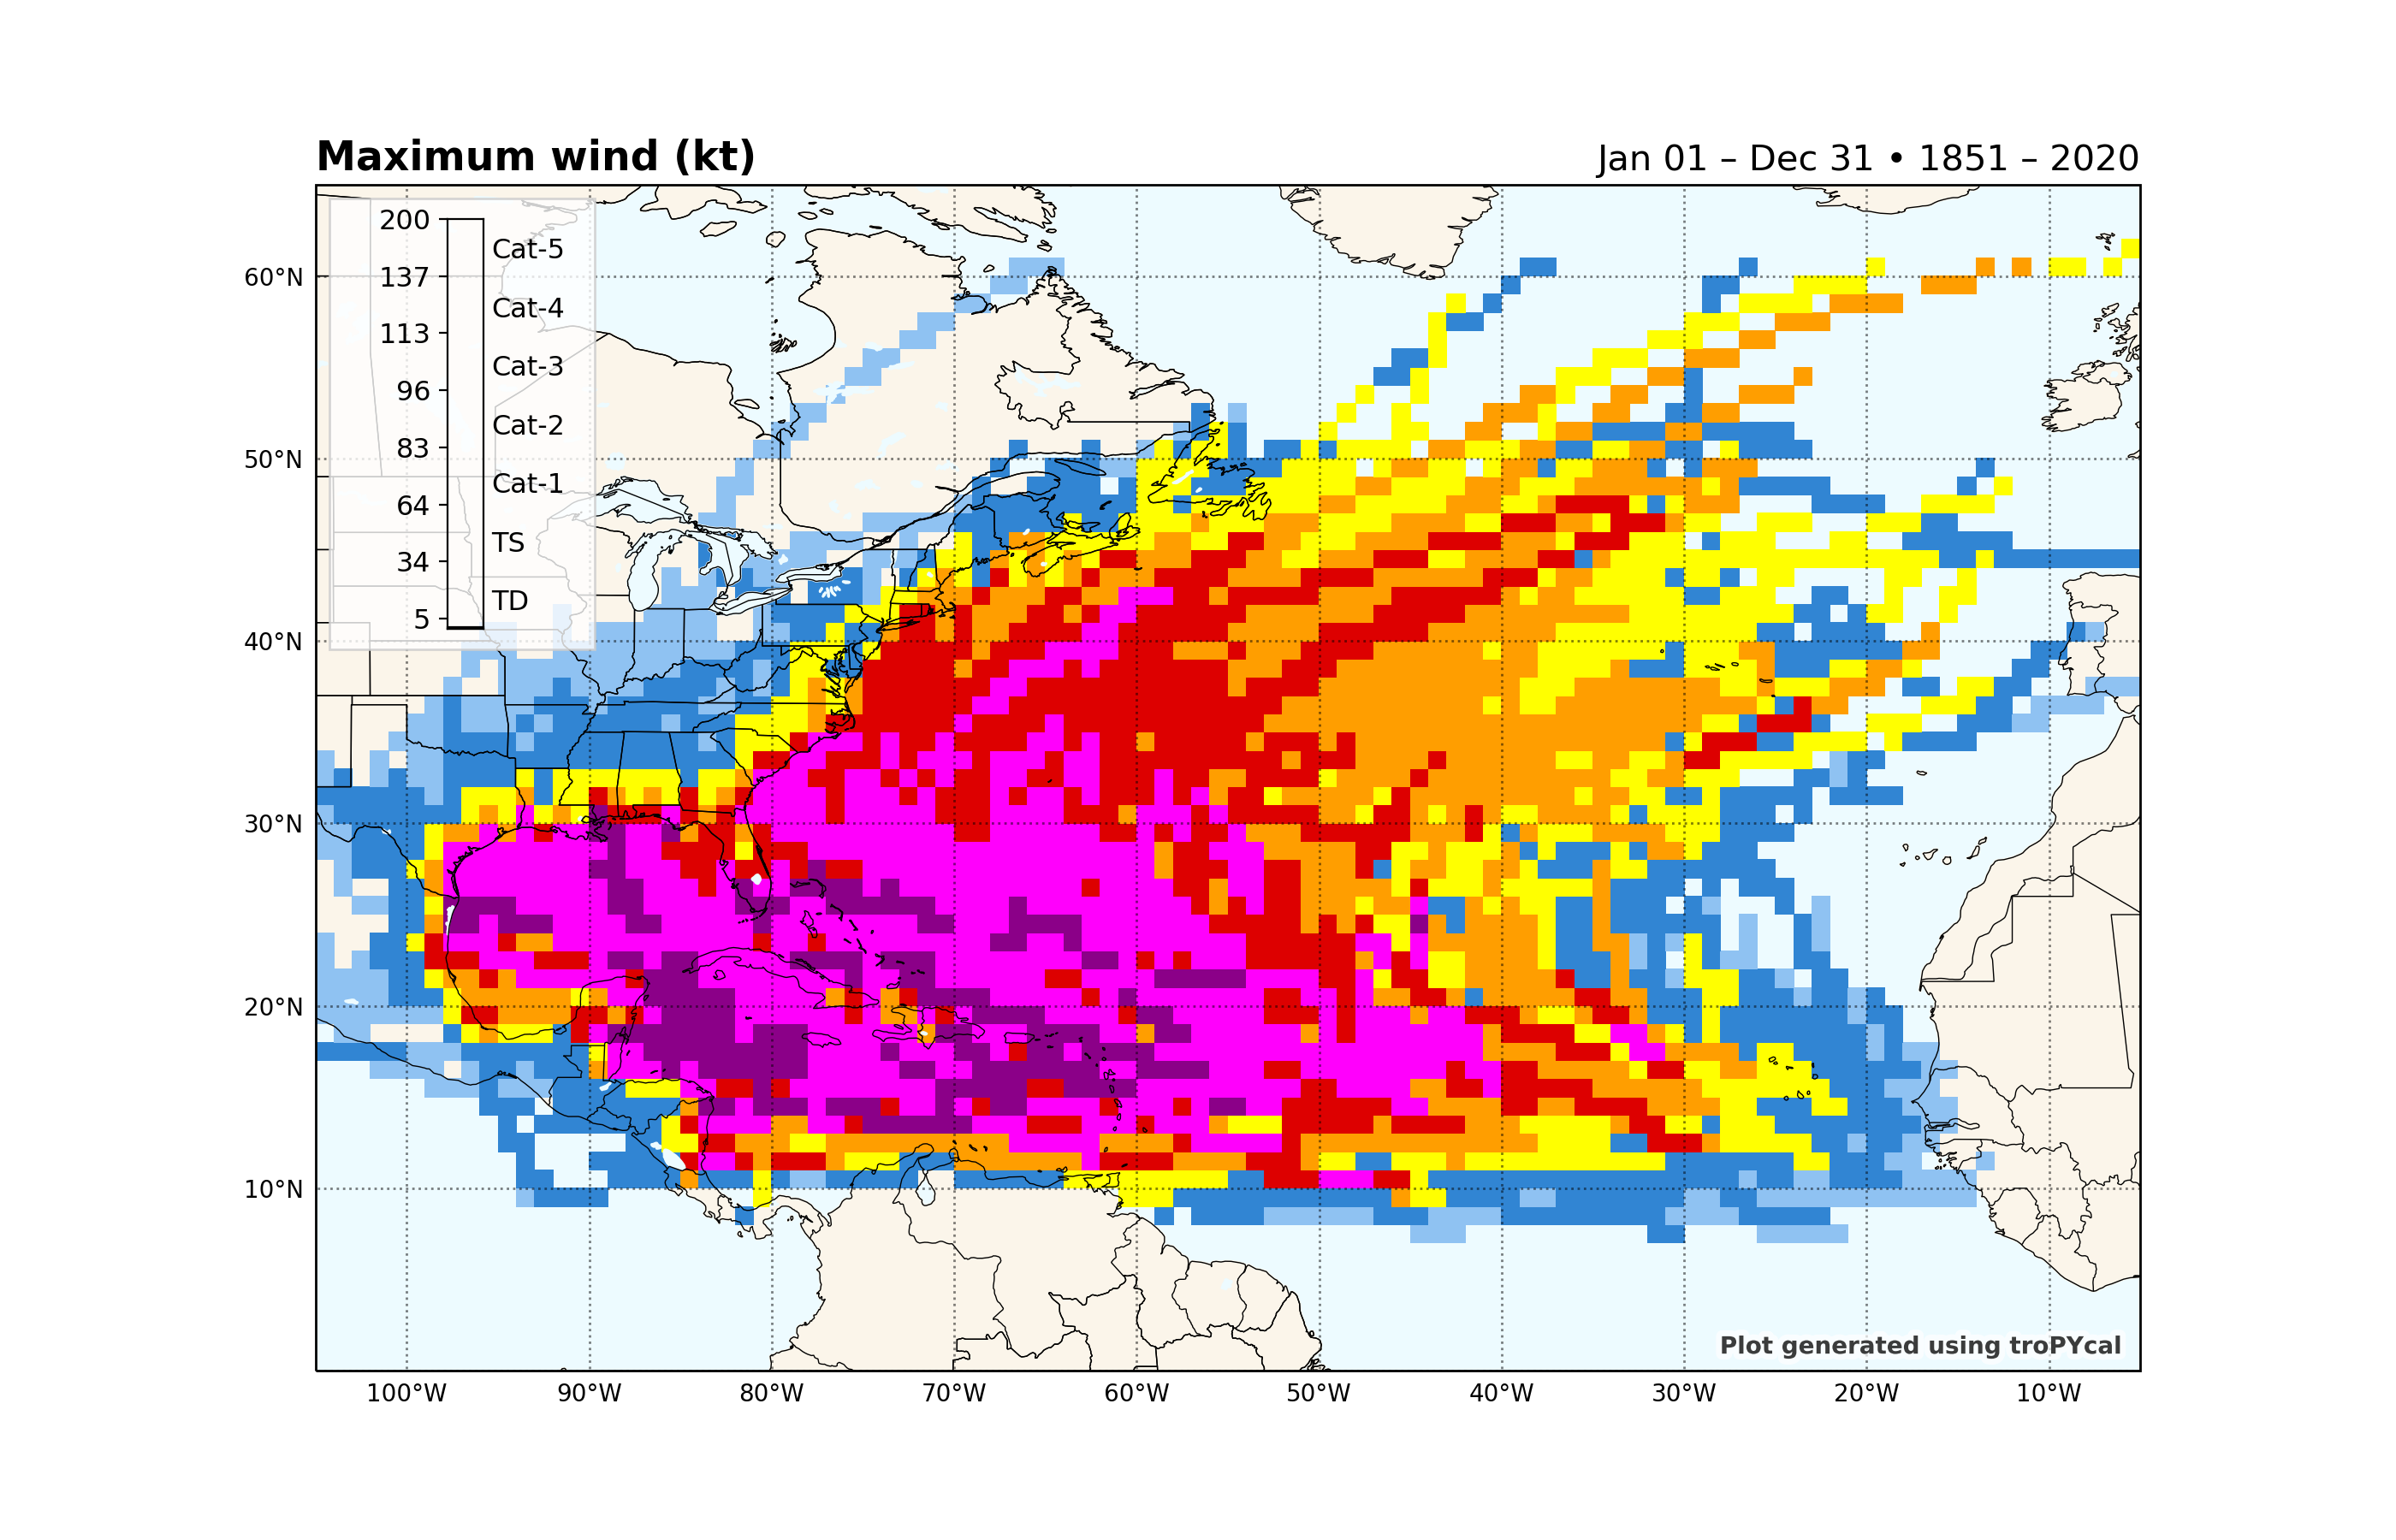 Maximum wind (kt)
Jan 01 – Dec 31 • 1851 – 2020
200
Cat-5
137
Cat-4
113
Cat-3
96
Cat-2
83
Cat-1
64
TS
34
TD
5
60°N
50°N
40°N
30°N
20°N
10°N
Plot generated using troPYcal
100°W 90°W 80°W 70°W 60°W 50°W 40°W 30°W 20°W 10°W